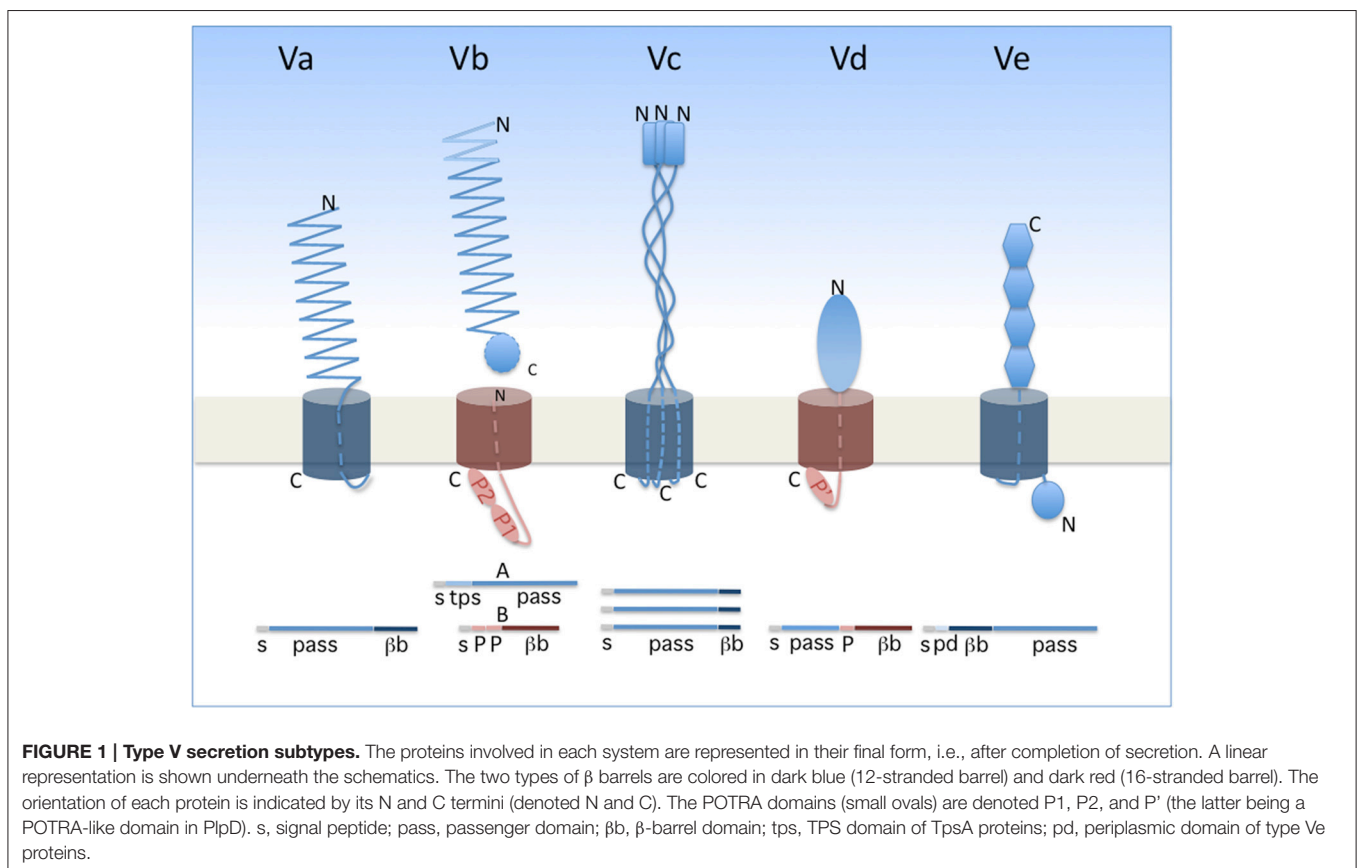 Va Vb Vc Vd Ve
N N N
N
C
N
N
C
N
C
C
P2
P1
C C C
C
P'
N
A
s tps pass
B
s pass βb
s P P βb
s pass βb
s pass P βb
s pd βb pass
FIGURE 1 | Type V secretion subtypes. The proteins involved in each system are represented in their final form, i.e., after completion of secretion. A linear
representation is shown underneath the schematics. The two types of β barrels are colored in dark blue (12-stranded barrel) and dark red (16-stranded barrel). The
orientation of each protein is indicated by its N and C termini (denoted N and C). The POTRA domains (small ovals) are denoted P1, P2, and P' (the latter being a
POTRA-like domain in PlpD). s, signal peptide; pass, passenger domain; βb, β-barrel domain; tps, TPS domain of TpsA proteins; pd, periplasmic domain of type Ve
proteins.